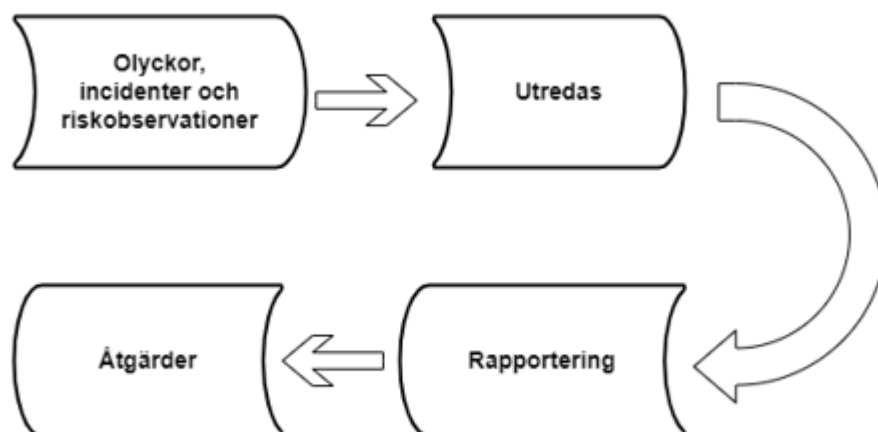 Olyckor,
incidenter och
riskobservationer
Utredas
Rapportering
Åtgärder